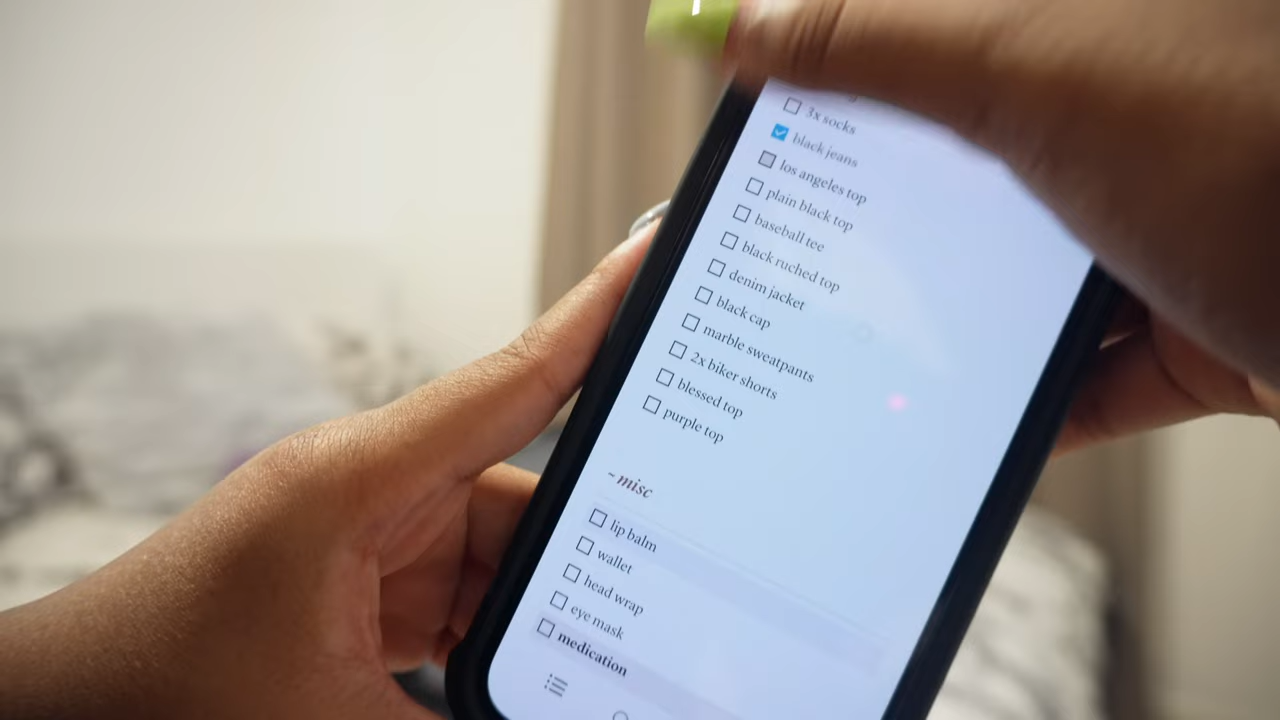 3x socks
black jeans
los angeles top
plain black top
baseball tee
black ruched top
denim jacket
black cap
marble sweatpants
2x biker shorts
blessed top
purple top
~misc
lip balm
wallet
head wrap
eye mask
medication